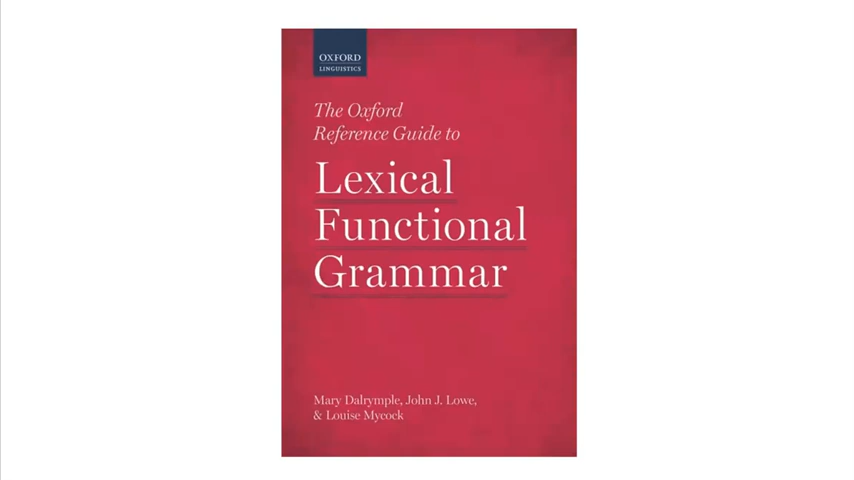 OXFORD
LINGUISTICS
The Oxford
Reference Guide to
Lexical
Functional
Grammar
Mary Dalrymple, John J. Lowe,
& Louise Mycock